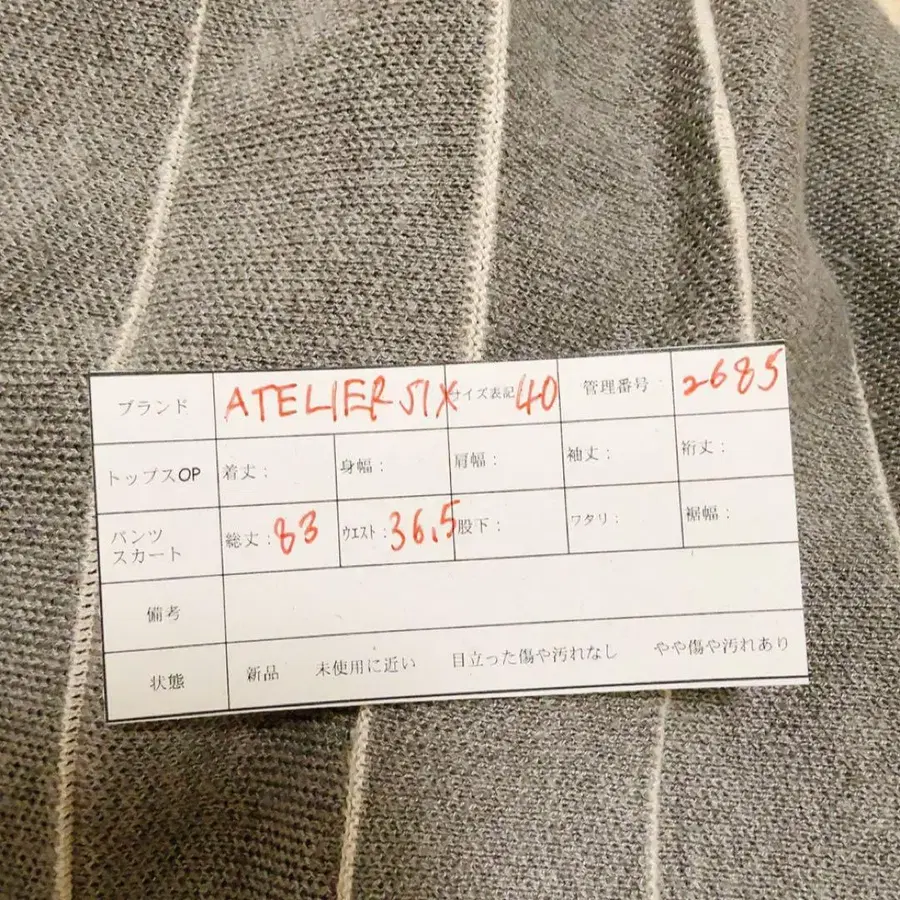 ブランド ATELIER SIX サイズ表記 40 管理番号 2685
トップスOP 着丈： 身幅： 肩幅： 袖丈： 裄丈：
パンツ
スカート 総丈：83 ウエスト：36.5 股下： ワタリ： 裾幅：
備考
状態 新品 未使用に近い 目立った傷や汚れなし やや傷や汚れあり